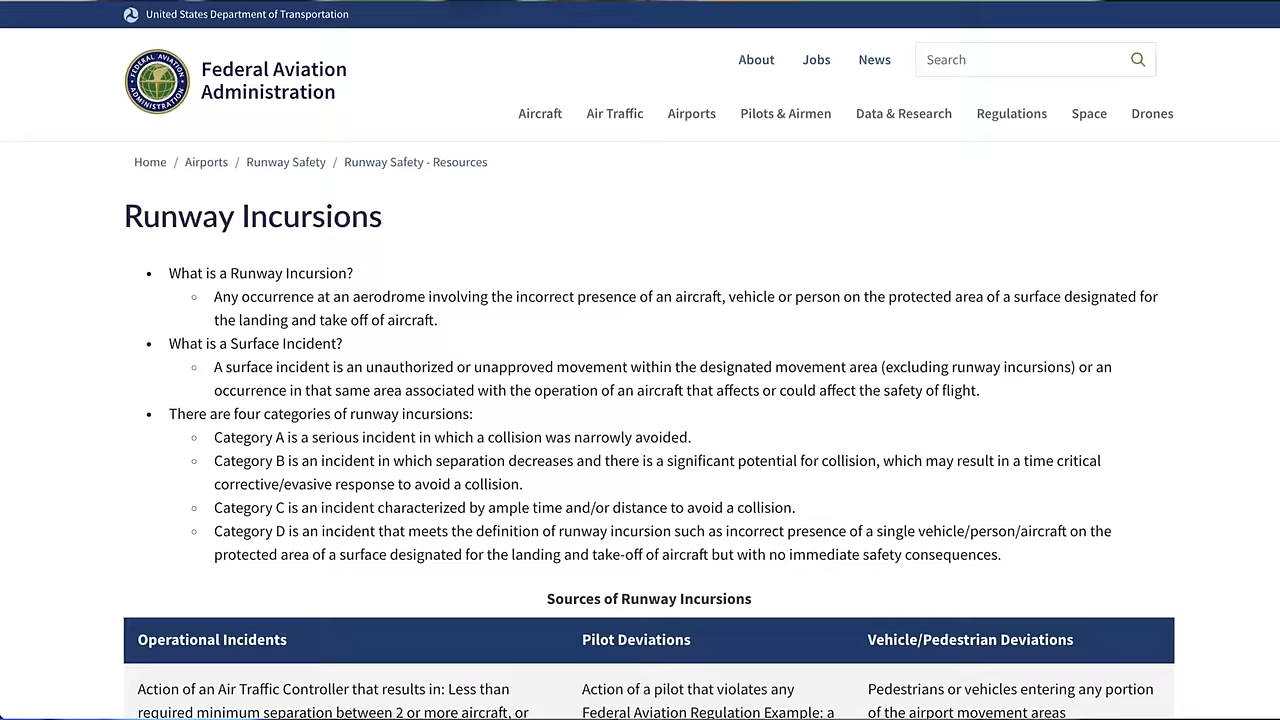 United States Department of Transportation
Federal Aviation
Administration
About Jobs News Search
Aircraft Air Traffic Airports Pilots & Airmen Data & Research Regulations Space Drones
Home / Airports / Runway Safety / Runway Safety - Resources
Runway Incursions
• What is a Runway Incursion?
◦ Any occurrence at an aerodrome involving the incorrect presence of an aircraft, vehicle or person on the protected area of a surface designated for
the landing and take off of aircraft.
• What is a Surface Incident?
◦ A surface incident is an unauthorized or unapproved movement within the designated movement area (excluding runway incursions) or an
occurrence in that same area associated with the operation of an aircraft that affects or could affect the safety of flight.
• There are four categories of runway incursions:
◦ Category A is a serious incident in which a collision was narrowly avoided.
◦ Category B is an incident in which separation decreases and there is a significant potential for collision, which may result in a time critical
corrective/evasive response to avoid a collision.
◦ Category C is an incident characterized by ample time and/or distance to avoid a collision.
◦ Category D is an incident that meets the definition of runway incursion such as incorrect presence of a single vehicle/person/aircraft on the
protected area of a surface designated for the landing and take-off of aircraft but with no immediate safety consequences.
Sources of Runway Incursions
Operational Incidents Pilot Deviations Vehicle/Pedestrian Deviations
Action of an Air Traffic Controller that results in: Less than
required minimum separation between 2 or more aircraft, or
Action of a pilot that violates any
Federal Aviation Regulation Example: a
Pedestrians or vehicles entering any portion
of the airport movement areas
FEDERAL AVIATION ADMINISTRATION